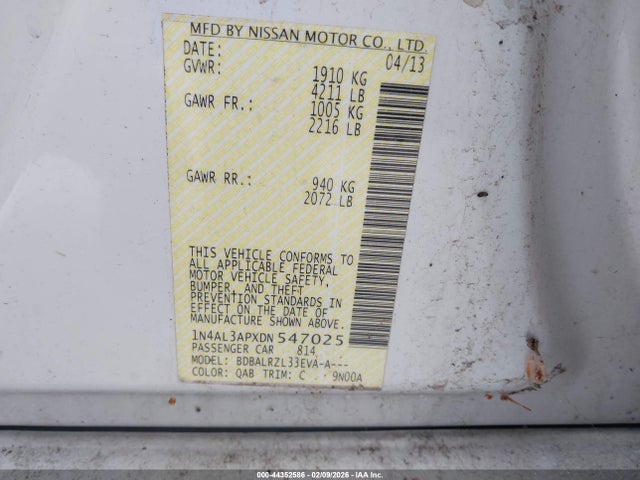 MFD BY NISSAN MOTOR CO., LTD.
DATE: 04/13
GVWR: 1910 KG
4211 LB
GAWR FR.: 1005 KG
2216 LB
GAWR RR.: 940 KG
2072 LB
THIS VEHICLE CONFORMS TO
ALL APPLICABLE FEDERAL
MOTOR VEHICLE SAFETY,
BUMPER, AND THEFT
PREVENTION STANDARDS IN
EFFECT ON THE DATE OF
MANUFACTURE SHOWN ABOVE.
1N4AL3APXDN547025
PASSENGER CAR 814
MODEL: BDBALRZL33EVA-A---
COLOR: QAB TRIM: C 9N00A
000-44352586 - 02/09/2026 - IAA Inc.